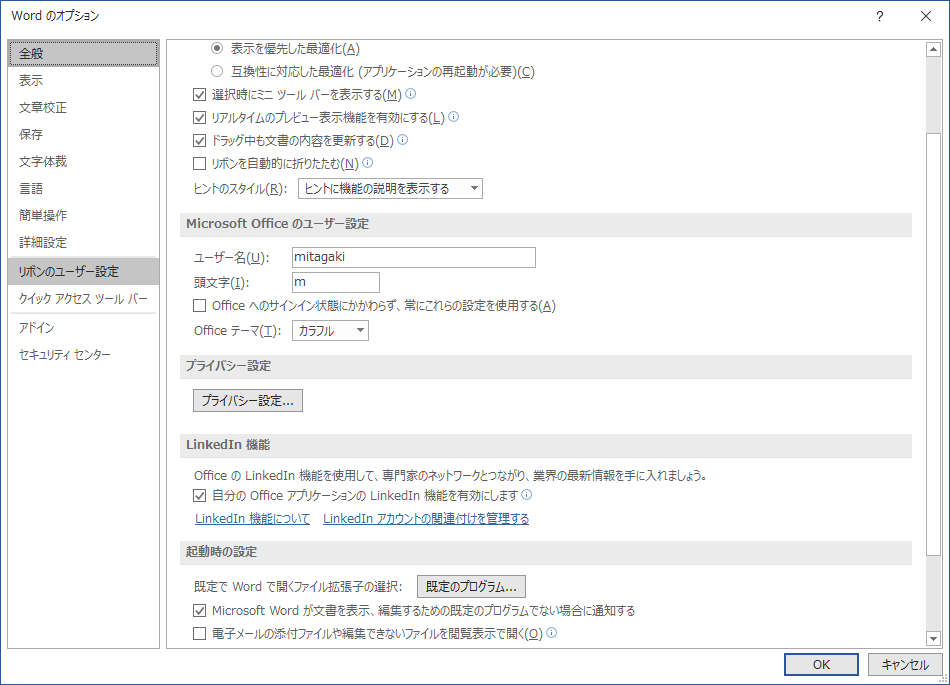 Word のオプション
?
全般
表示
文章校正
保存
文字体裁
言語
簡単操作
詳細設定
リボンのユーザー設定
クイック アクセス ツール バー
アドイン
セキュリティ センター
表示を優先した最適化(A)
互換性に対応した最適化 (アプリケーションの再起動が必要)(C)
選択時にミニ ツール バーを表示する(M)
リアルタイムのプレビュー表示機能を有効にする(L)
ドラッグ中も文書の内容を更新する(D)
リボンを自動的に折りたたむ(N)
ヒントのスタイル(R): ヒントに機能の説明を表示する
Microsoft Office のユーザー設定
ユーザー名(U): mitagaki
頭文字(I): m
Office へのサインイン状態にかかわらず、常にこれらの設定を使用する(A)
Office テーマ(T): カラフル
プライバシー設定
プライバシー設定...
LinkedIn 機能
Office の LinkedIn 機能を使用して、専門家のネットワークとつながり、業界の最新情報を手に入れましょう。
自分の Office アプリケーションの LinkedIn 機能を有効にします
LinkedIn 機能について LinkedIn アカウントの関連付けを管理する
起動時の設定
既定で Word で開くファイル拡張子の選択: 既定のプログラム...
Microsoft Word が文書を表示、編集するための既定のプログラムでない場合に通知する
電子メールの添付ファイルや編集できないファイルを閲覧表示で開く(O)
OK キャンセル